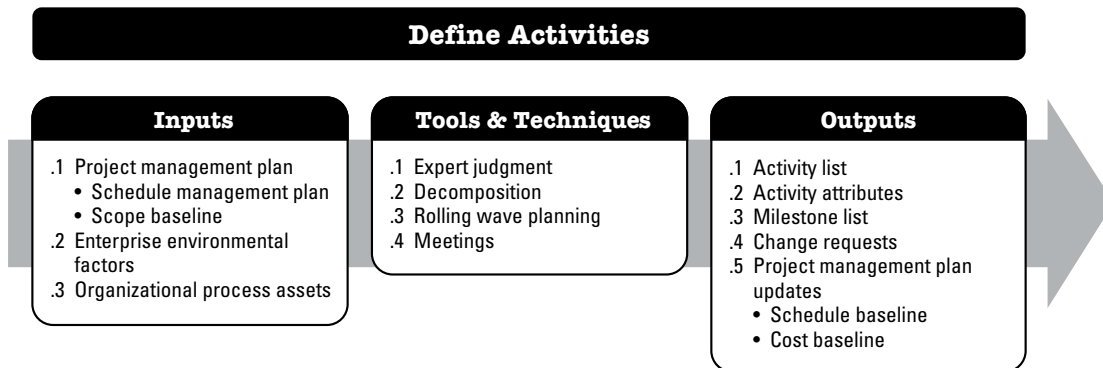 Define Activities
Inputs
.1 Project management plan
• Schedule management plan
• Scope baseline
.2 Enterprise environmental
factors
.3 Organizational process assets
Tools & Techniques
.1 Expert judgment
.2 Decomposition
.3 Rolling wave planning
.4 Meetings
Outputs
.1 Activity list
.2 Activity attributes
.3 Milestone list
.4 Change requests
.5 Project management plan
updates
• Schedule baseline
• Cost baseline